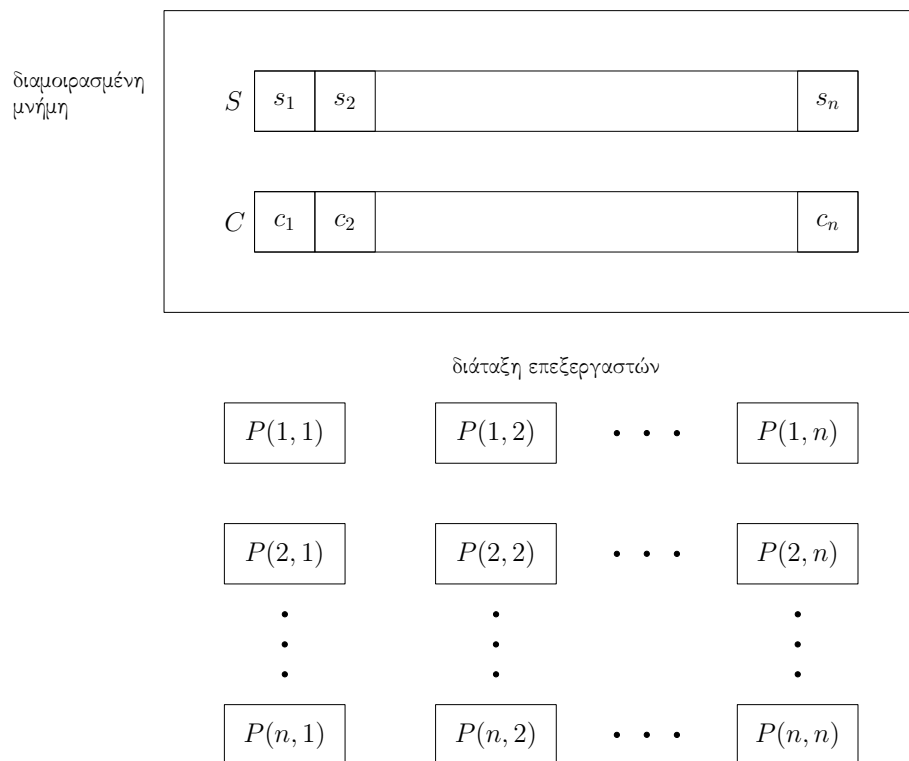 διαμοιρασμένη
μνήμη
S s₁ s₂ sₙ
C c₁ c₂ cₙ
διάταξη επεξεργαστών
P(1, 1) P(1, 2) • • • P(1, n)
P(2, 1) P(2, 2) • • • P(2, n)
P(n, 1) P(n, 2) • • • P(n, n)